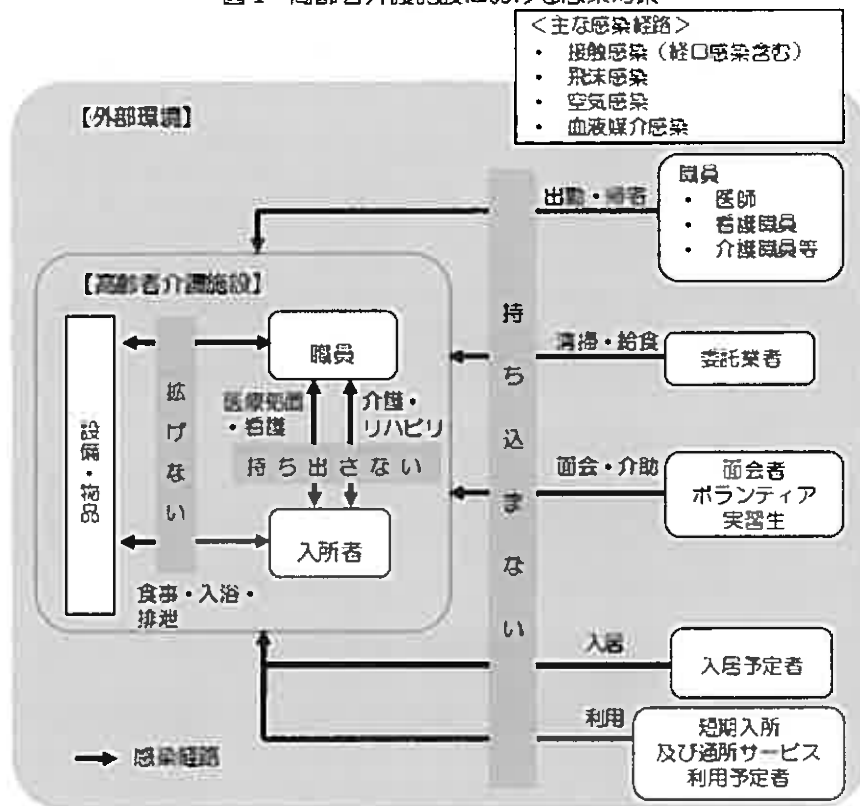 ＜主な感染経路＞
・ 接触感染（経口感染含む）
・ 飛沫感染
・ 空気感染
・ 血液媒介感染
【外部環境】
職員
・ 医師
・ 看護職員
・ 介護職員等
出勤・帰宅
【高齢者介護施設】
持ち込まない
清掃・給食
委託業者
職員
拡げない
医療処置
・看護
介護・
リハビリ
設備・物品
持ち出さない
面会・介助
面会者
ボランティア
実習生
入所者
食事・入浴・
排泄
入居
入居予定者
利用
短期入所
及び通所サービス
利用予定者
感染経路